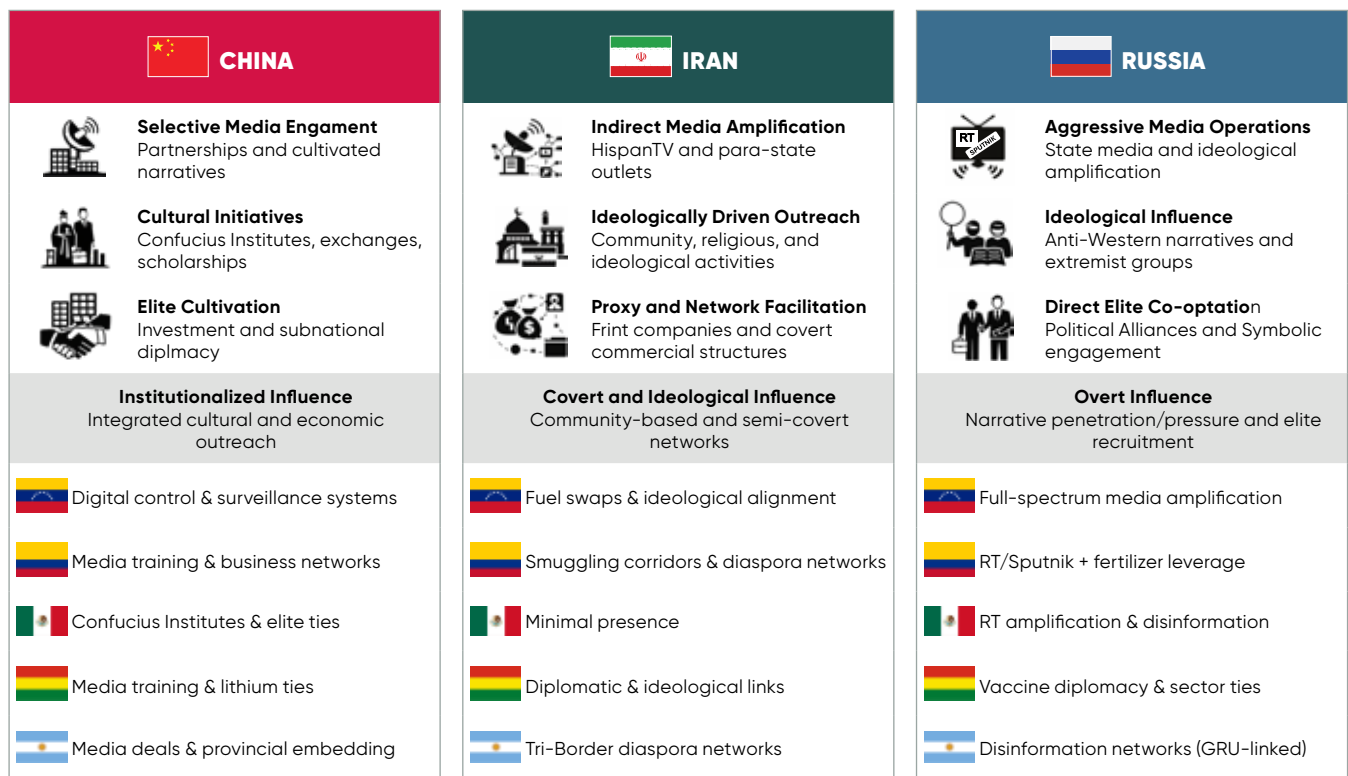 CHINA
Selective Media Engament
Partnerships and cultivated
narratives
Cultural Initiatives
Confucius Institutes, exchanges,
scholarships
Elite Cultivation
Investment and subnational
diplmacy
Institutionalized Influence
Integrated cultural and economic
outreach
Digital control & surveillance systems
Media training & business networks
Confucius Institutes & elite ties
Media training & lithium ties
Media deals & provincial embedding
IRAN
Indirect Media Amplification
HispanTV and para-state
outlets
Ideologically Driven Outreach
Community, religious, and
ideological activities
$ $
Proxy and Network Facilitation
Frint companies and covert
commercial structures
Covert and Ideological Influence
Community-based and semi-covert
networks
Fuel swaps & ideological alignment
Smuggling corridors & diaspora networks
Minimal presence
Diplomatic & ideological links
Tri-Border diaspora networks
RUSSIA
RT
SPUTNIK
Aggressive Media Operations
State media and ideological
amplification
Ideological Influence
Anti-Western narratives and
extremist groups
Direct Elite Co-optation
Political Alliances and Symbolic
engagement
Overt Influence
Narrative penetration/pressure and elite
recruitment
Full-spectrum media amplification
RT/Sputnik + fertilizer leverage
RT amplification & disinformation
Vaccine diplomacy & sector ties
Disinformation networks (GRU-linked)